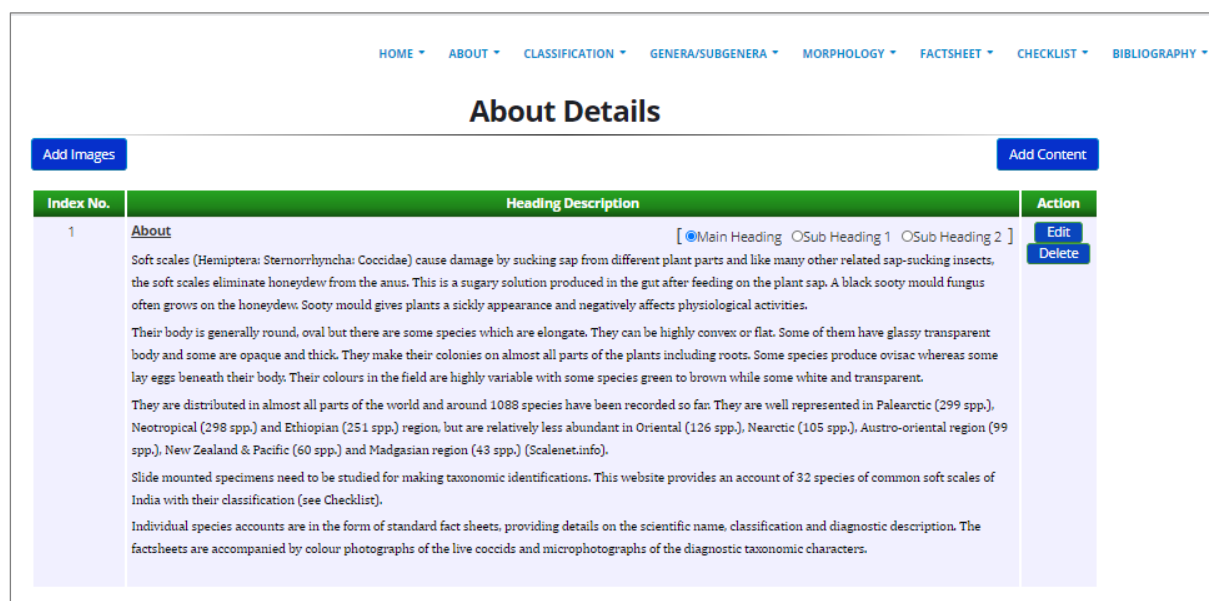 HOME ABOUT CLASSIFICATION GENERA/SUBGENERA MORPHOLOGY FACTSHEET CHECKLIST BIBLIOGRAPHY
About Details
Add Images Add Content
Index No. Heading Description Action
1 About [ Main Heading Sub Heading 1 Sub Heading 2 ] Edit
Delete
Soft scales (Hemiptera: Sternorrhyncha: Coccidae) cause damage by sucking sap from different plant parts and like many other related sap-sucking insects,
the soft scales eliminate honeydew from the anus. This is a sugary solution produced in the gut after feeding on the plant sap. A black sooty mould fungus
often grows on the honeydew. Sooty mould gives plants a sickly appearance and negatively affects physiological activities.
Their body is generally round, oval but there are some species which are elongate. They can be highly convex or flat. Some of them have glassy transparent
body and some are opaque and thick. They make their colonies on almost all parts of the plants including roots. Some species produce ovisac whereas some
lay eggs beneath their body. Their colours in the field are highly variable with some species green to brown while some white and transparent.
They are distributed in almost all parts of the world and around 1088 species have been recorded so far. They are well represented in Palearctic (299 spp.),
Neotropical (298 spp.) and Ethiopian (251 spp.) region, but are relatively less abundant in Oriental (126 spp.), Nearctic (105 spp.), Austro-oriental region (99
spp.), New Zealand & Pacific (60 spp.) and Madgasian region (43 spp.) (Scalenet.info).
Slide mounted specimens need to be studied for making taxonomic identifications. This website provides an account of 32 species of common soft scales of
India with their classification (see Checklist).
Individual species accounts are in the form of standard fact sheets, providing details on the scientific name, classification and diagnostic description. The
factsheets are accompanied by colour photographs of the live coccids and microphotographs of the diagnostic taxonomic characters.